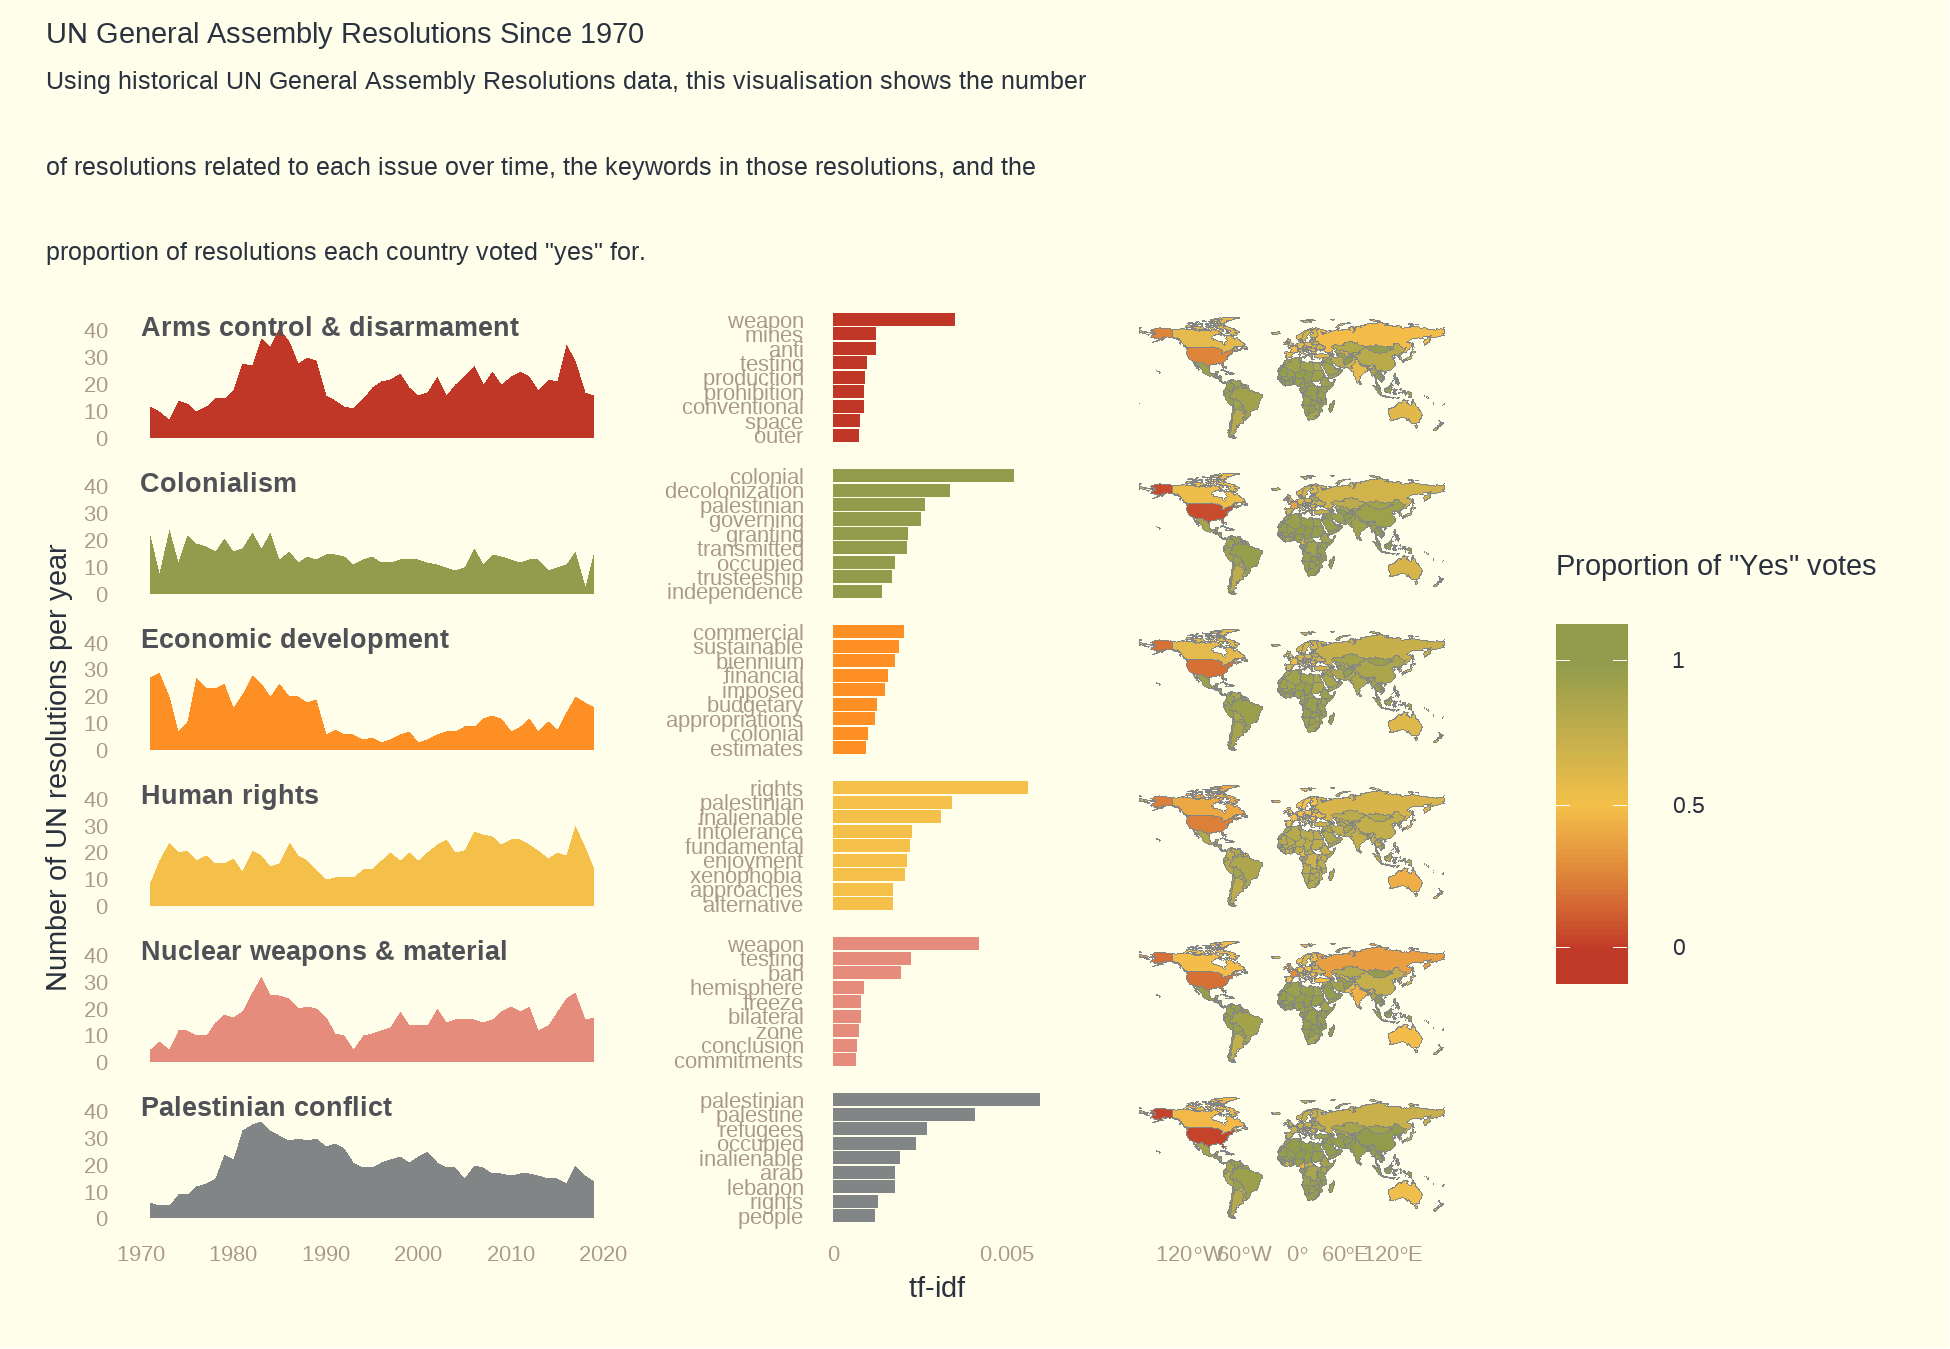 UN General Assembly Resolutions Since 1970
Using historical UN General Assembly Resolutions data, this visualisation shows the number
of resolutions related to each issue over time, the keywords in those resolutions, and the
proportion of resolutions each country voted "yes" for.
Number of UN resolutions per year
Arms control & disarmament
40
30
20
10
0
weapon
mines
anti
testing
production
prohibition
conventional
space
outer
Colonialism
40
30
20
10
0
colonial
decolonization
palestinian
governing
granting
transmitted
occupied
trusteeship
independence
Economic development
40
30
20
10
0
commercial
sustainable
biennium
financial
imposed
budgetary
appropriations
colonial
estimates
Human rights
40
30
20
10
0
rights
palestinian
inalienable
intolerance
fundamental
enjoyment
xenophobia
approaches
alternative
Nuclear weapons & material
40
30
20
10
0
weapon
testing
ban
hemisphere
freeze
bilateral
zone
conclusion
commitments
Palestinian conflict
40
30
20
10
0
palestinian
palestine
refugees
occupied
inalienable
arab
lebanon
rights
people
1970 1980 1990 2000 2010 2020
0 0.005
tf-idf
120°W 60°W 0° 60°E 120°E
Proportion of "Yes" votes
1
0.5
0